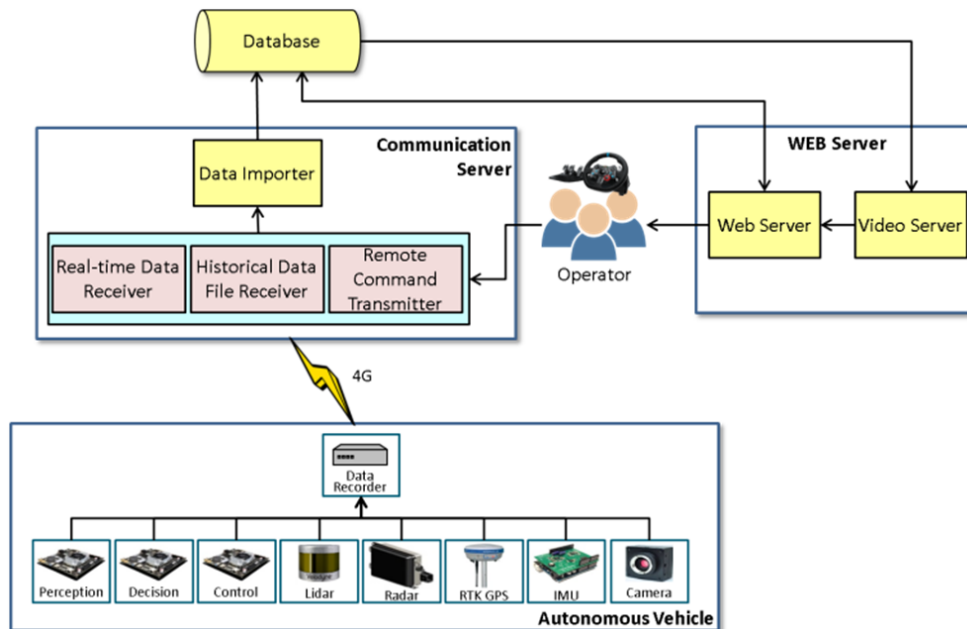 Database
Communication
Server
WEB Server
Data Importer
Web Server
Video Server
Operator
Real-time Data
Receiver
Historical Data
File Receiver
Remote
Command
Transmitter
4G
Data
Recorder
Perception
Decision
Control
Lidar
Radar
RTK GPS
IMU
Camera
Autonomous Vehicle